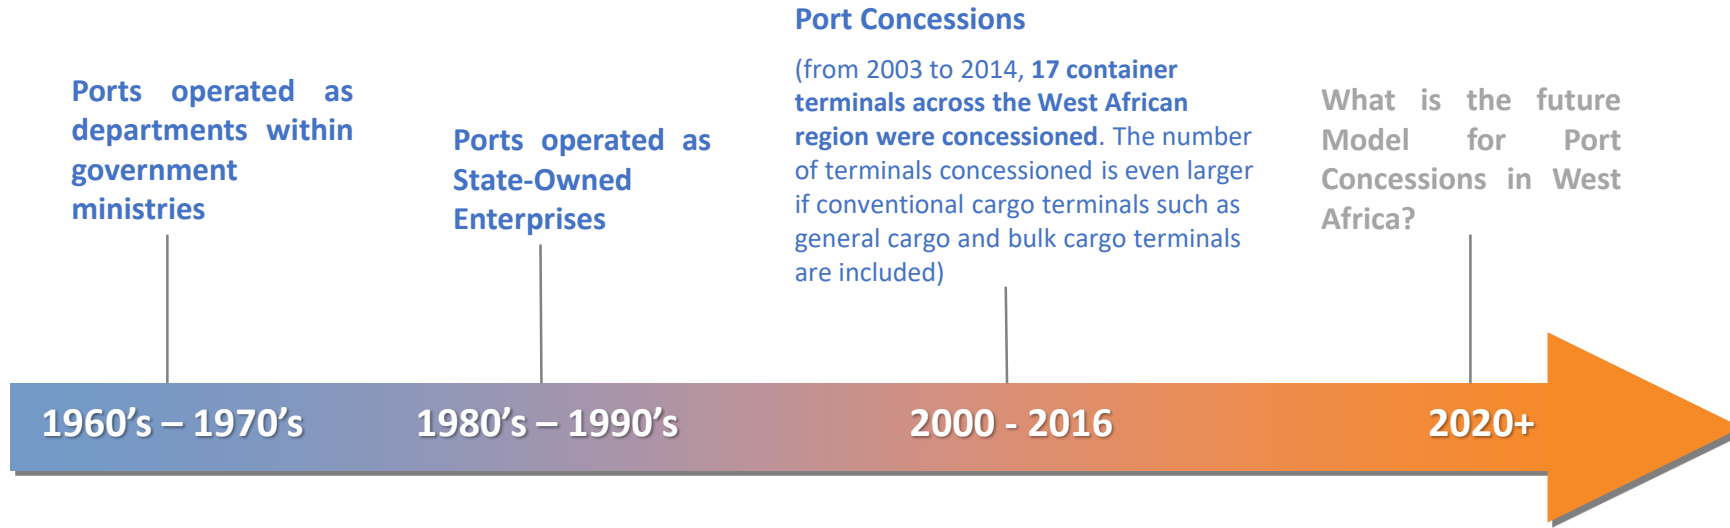 Ports operated as
departments within
government
ministries
Ports operated as
State-Owned
Enterprises
Port Concessions
(from 2003 to 2014, 17 container
terminals across the West African
region were concessioned. The number
of terminals concessioned is even larger
if conventional cargo terminals such as
general cargo and bulk cargo terminals
are included)
What is the future
Model for Port
Concessions in West
Africa?
1960’s – 1970’s
1980’s – 1990’s
2000 - 2016
2020+